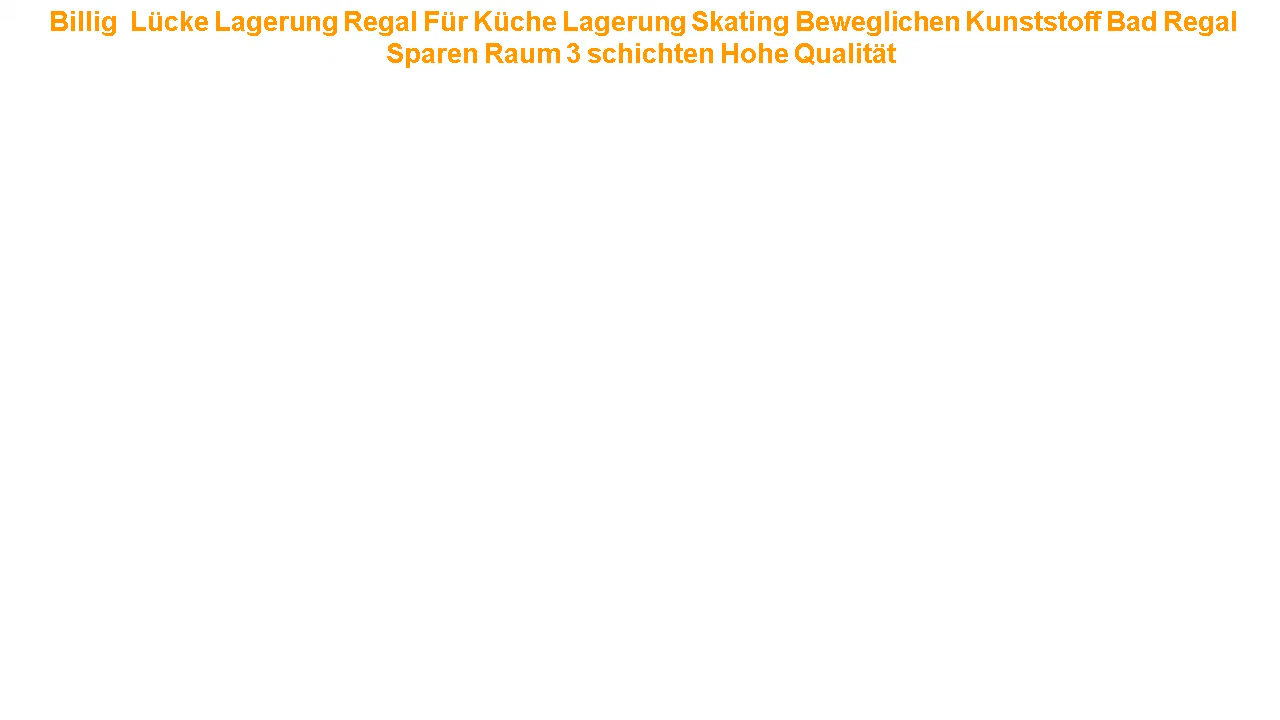 Billig  Lücke Lagerung Regal Für Küche Lagerung Skating Beweglichen Kunststoff Bad Regal
Sparen Raum 3 schichten Hohe Qualität